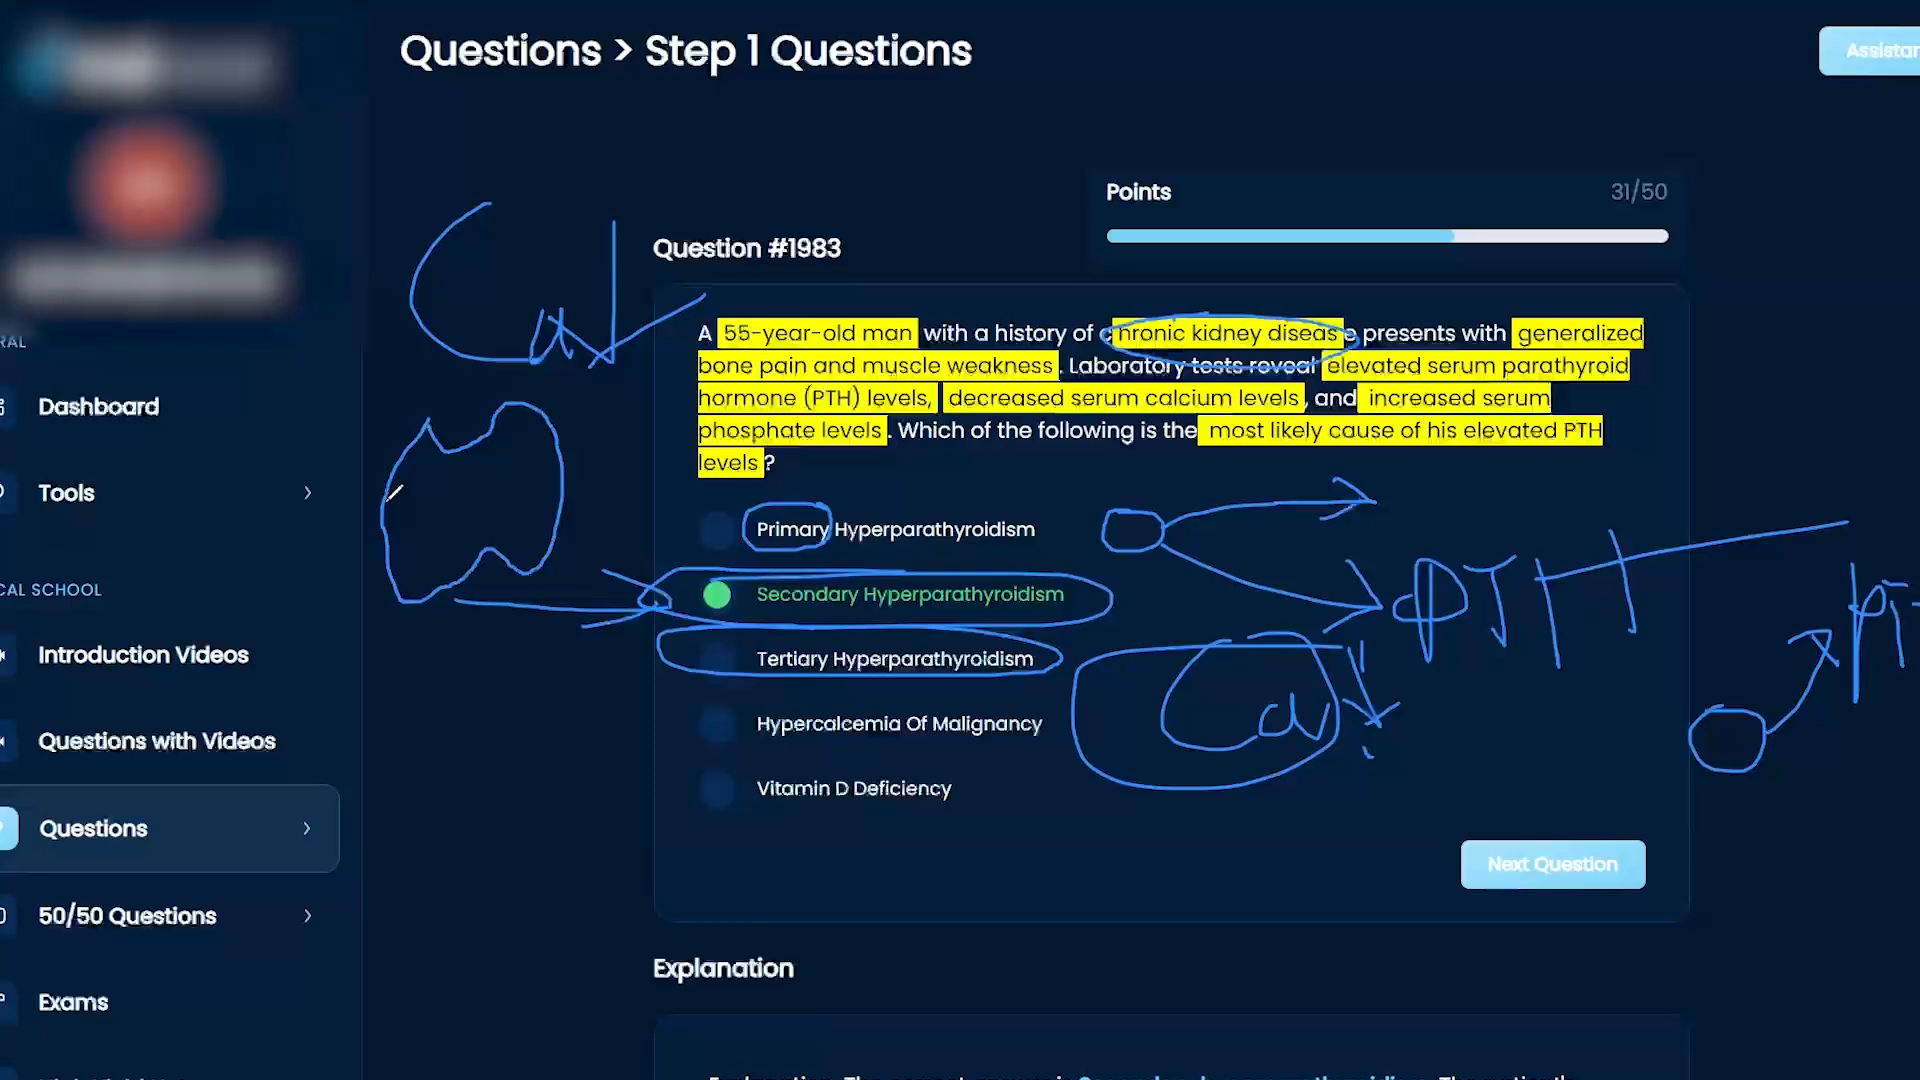 Questions > Step 1 Questions
Assistan
Points
31/50
Question #1983
A 55-year-old man with a history of chronic kidney disease presents with generalized
bone pain and muscle weakness. Laboratory tests reveal elevated serum parathyroid
hormone (PTH) levels, decreased serum calcium levels, and increased serum
phosphate levels. Which of the following is the most likely cause of his elevated PTH
levels?
Primary Hyperparathyroidism
Secondary Hyperparathyroidism
Tertiary Hyperparathyroidism
Hypercalcemia Of Malignancy
Vitamin D Deficiency
Next Question
Explanation
RAL
Dashboard
Tools
CAL SCHOOL
Introduction Videos
Questions with Videos
Questions
50/50 Questions
Exams
Ca
PTH
Ca
PT